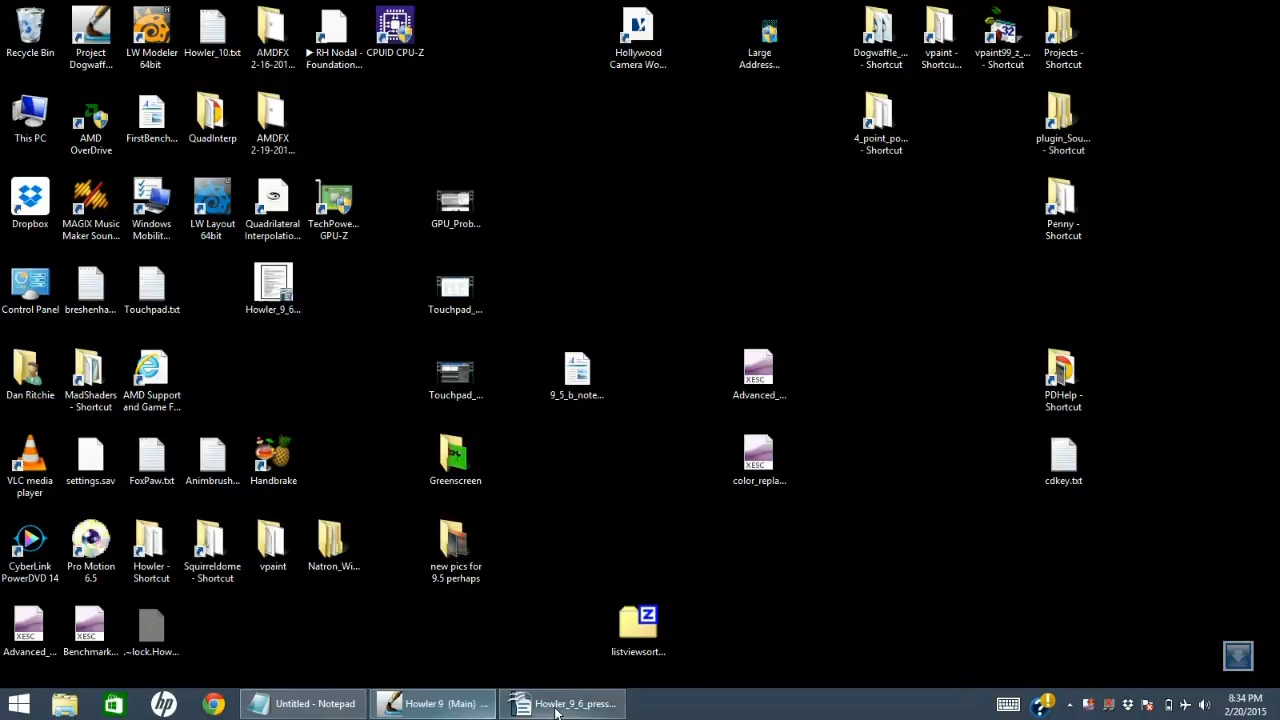 Recycle Bin
Project
Dogwaff...
LW Modeler
64bit
Howler_10.txt
AMDFX
2-16-201...
▶ RH Nodal -
Foundation...
CPUID CPU-Z
Hollywood
Camera Wo...
Large
Address...
Dogwaffle_...
- Shortcut
vpaint -
Shortcu...
vpaint99_z_...
- Shortcut
Projects -
Shortcut
This PC
AMD
OverDrive
FirstBench...
QuadInterp
AMDFX
2-19-201...
4_point_po...
- Shortcut
plugin_Sou...
- Shortcut
Dropbox
MAGIX Music
Maker Soun...
Windows
Mobilit...
LW Layout
64bit
Quadrilateral
Interpolatio...
TechPowe...
GPU-Z
GPU_Prob...
Penny -
Shortcut
Control Panel
breshenha...
Touchpad.txt
Howler_9_6...
Touchpad_...
Dan Ritchie
MadShaders
- Shortcut
AMD Support
and Game F...
Touchpad_...
9_5_b_note...
XESC
Advanced_...
PDHelp -
Shortcut
VLC media
player
settings.sav
FoxPaw.txt
Animbrush...
Handbrake
Greenscreen
XESC
color_repla...
cdkey.txt
CyberLink
PowerDVD 14
Pro Motion
6.5
Howler -
Shortcut
Squirreldome
- Shortcut
vpaint
Natron_Wi...
new pics for
9.5 perhaps
XESC
Advanced_...
XESC
Benchmark...
.~lock.How...
Z
listviewsort...
hp
Untitled - Notepad
Howler 9 (Main) ...
Howler_9_6_press...
8:34 PM
2/20/2015